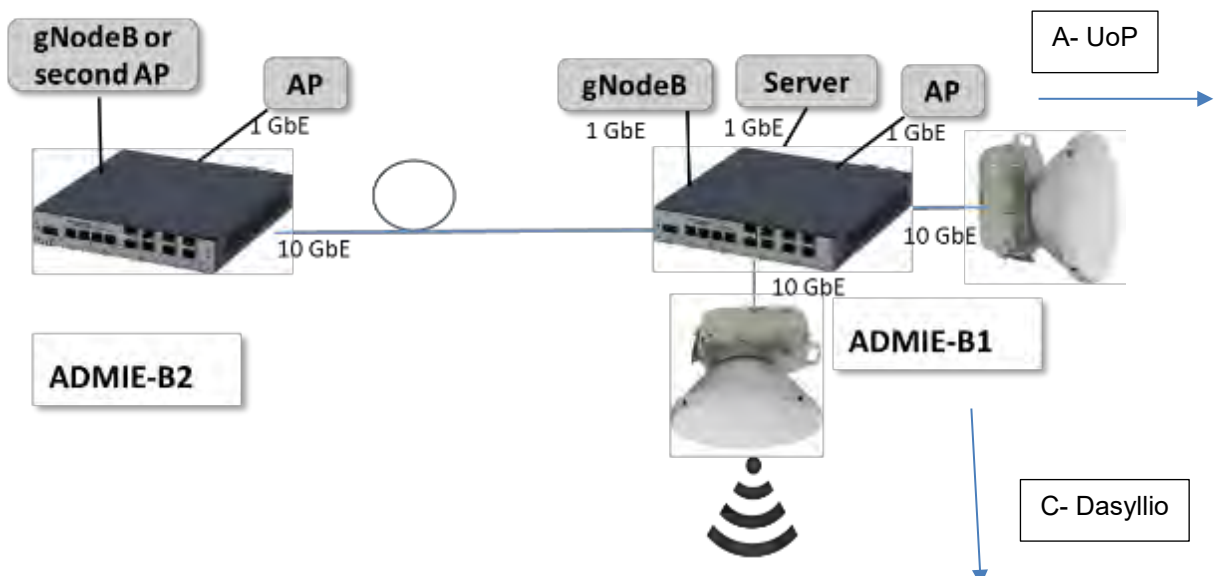 A- UoP
gNodeB or
second AP
AP
gNodeB
Server
AP
1 GbE
1 GbE
1 GbE
1 GbE
10 GbE
10 GbE
10 GbE
ADMIE-B2
ADMIE-B1
C- Dasyllio